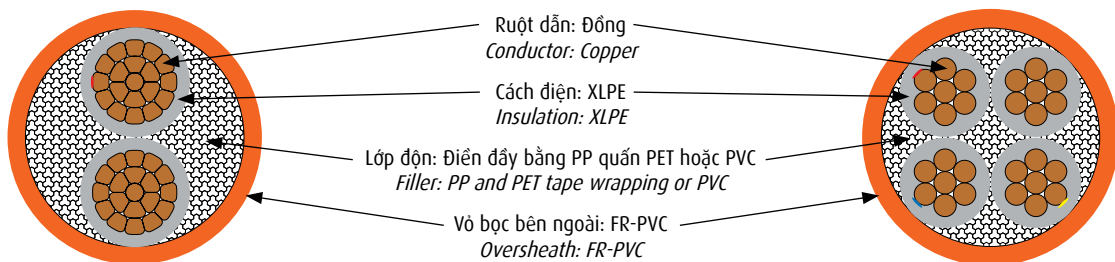 Ruột dẫn: Đồng
Conductor: Copper
Cách điện: XLPE
Insulation: XLPE
Lớp độn: Điền đầy bằng PP quấn PET hoặc PVC
Filler: PP and PET tape wrapping or PVC
Vỏ bọc bên ngoài: FR-PVC
Oversheath: FR-PVC